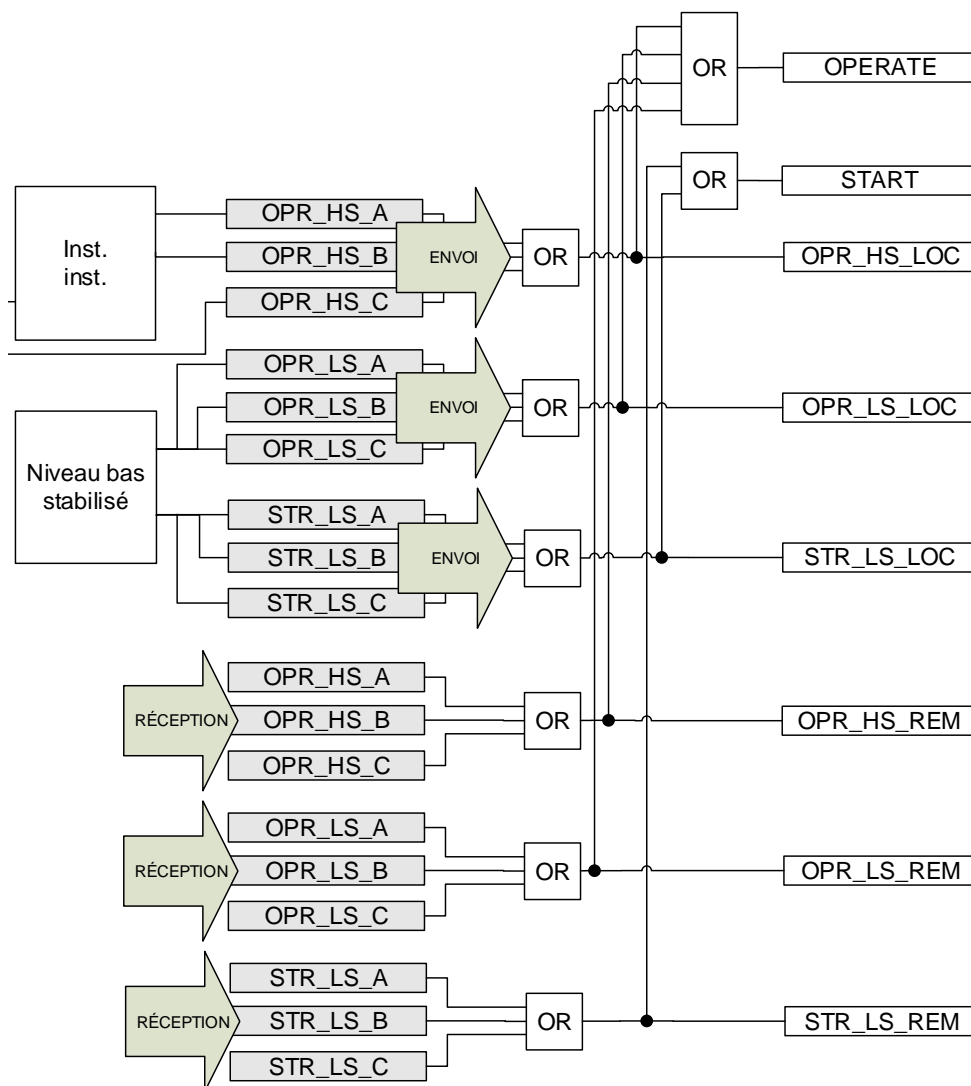 OR
OPERATE
OR
START
Inst.
inst.
OPR_HS_A
OPR_HS_B
OPR_HS_C
ENVOI
OR
OPR_HS_LOC
OPR_LS_A
OPR_LS_B
OPR_LS_C
ENVOI
OR
OPR_LS_LOC
Niveau bas
stabilisé
STR_LS_A
STR_LS_B
STR_LS_C
ENVOI
OR
STR_LS_LOC
RÉCEPTION
OPR_HS_A
OPR_HS_B
OPR_HS_C
OR
OPR_HS_REM
RÉCEPTION
OPR_LS_A
OPR_LS_B
OPR_LS_C
OR
OPR_LS_REM
RÉCEPTION
STR_LS_A
STR_LS_B
STR_LS_C
OR
STR_LS_REM